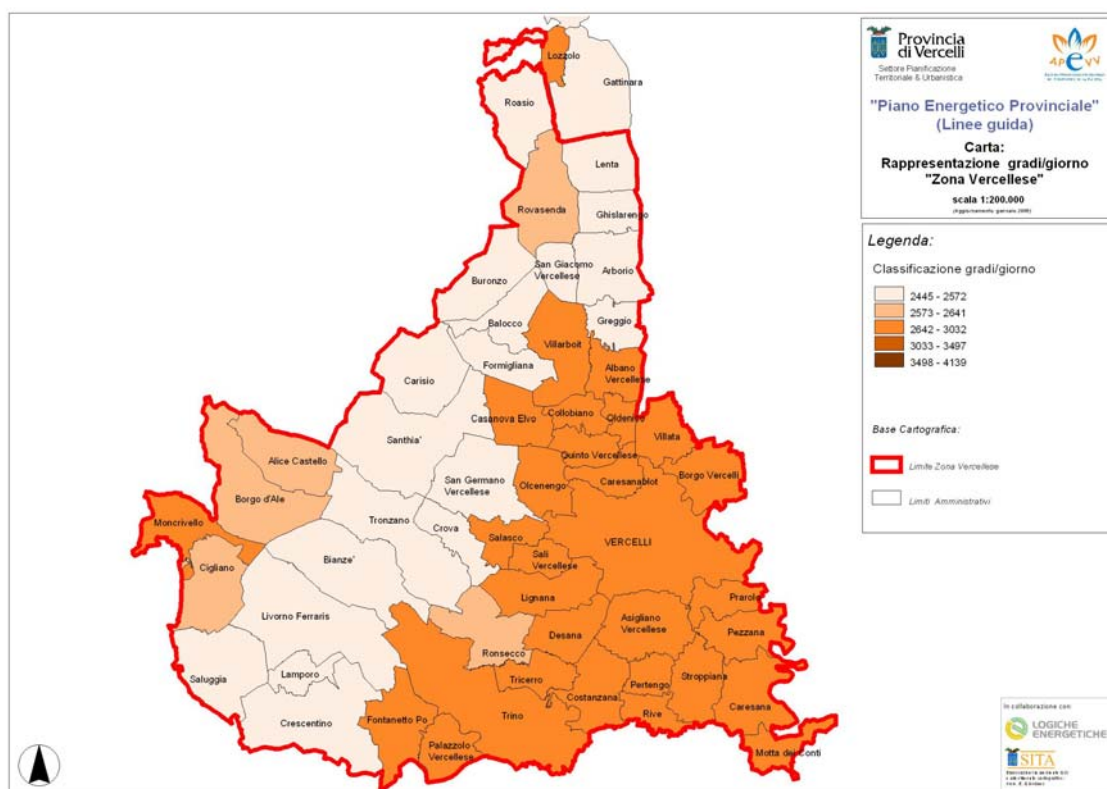 Provincia
di Vercelli
Settore Pianificazione
Territoriale & Urbanistica
APEVV
"Piano Energetico Provinciale"
(Linee guida)
Carta:
Rappresentazione gradi/giorno
"Zona Vercellese"
scala 1:200.000
Legenda:
Classificazione gradi/giorno
2445 - 2572
2573 - 2641
2642 - 3032
3033 - 3497
3498 - 4139
Base Cartografica:
Limite Zona Vercellese
Limiti Amministrativi
In collaborazione con:
LOGICHE
ENERGETICHE
SITA
Lozzolo
Gattinara
Roasio
Lenta
Rovasenda
Ghislarengo
San Giacomo
Vercellese
Arborio
Buronzo
Balocco
Greggio
Villarboit
Formigliana
Albano
Vercellese
Carisio
Casanova Elvo
Collobiano
Oldenico
Villata
Santhia'
Quinto Vercellese
Alice Castello
San Germano
Vercellese
Olcenengo
Caresanablot
Borgo Vercelli
Borgo d'Ale
Moncrivello
Tronzano
Crova
Salasco
VERCELLI
Bianze'
Sali
Vercellese
Cigliano
Lignana
Prarolo
Livorno Ferraris
Asigliano
Vercellese
Desana
Pezzana
Ronsecco
Saluggia
Lamporo
Tricerro
Costanzana
Pertengo
Stroppiana
Crescentino
Fontanetto Po
Trino
Rive
Caresana
Palazzolo
Vercellese
Motta dei Conti